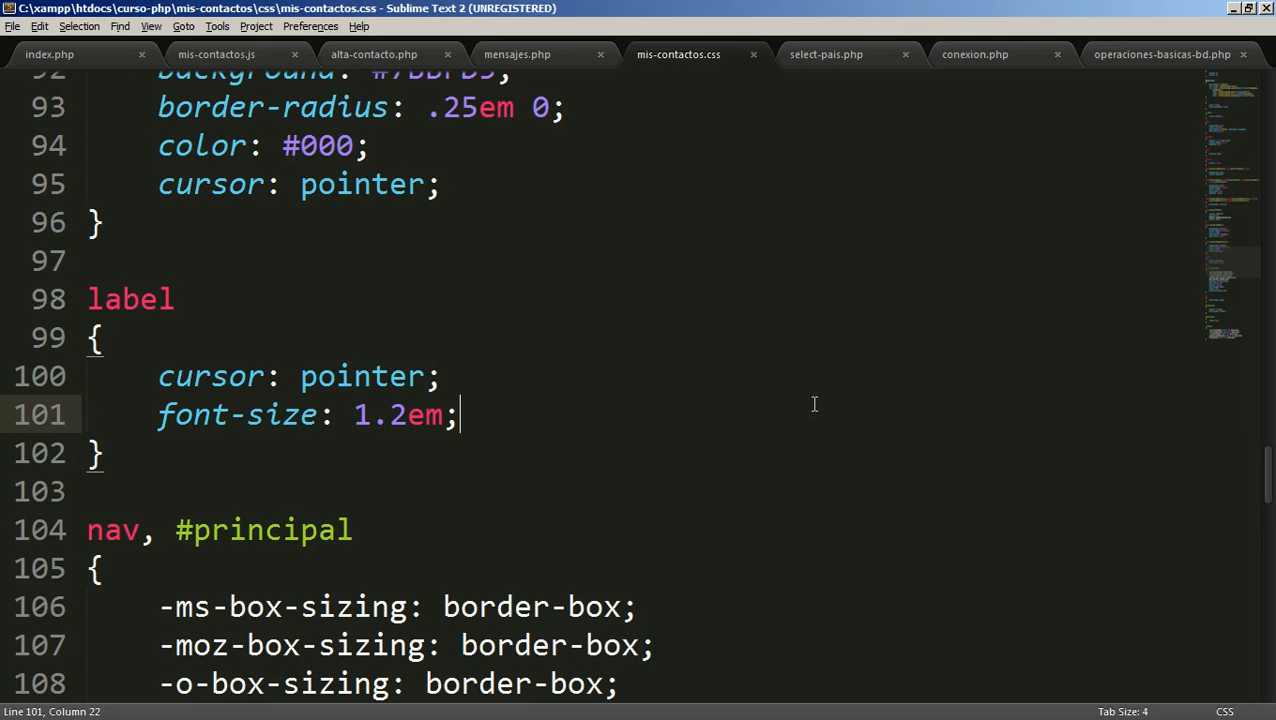 C:\xampp\htdocs\curso-php\mis-contactos\css\mis-contactos.css - Sublime Text 2 (UNREGISTERED)
File Edit Selection Find View Goto Tools Project Preferences Help
index.php mis-contactos.js alta-contacto.php mensajes.php mis-contactos.css select-pais.php conexion.php operaciones-basicas-bd.php
92 background:
93 border-radius: .25em 0;
94 color: #000;
95 cursor: pointer;
96 }
97
98 label
99 {
100 cursor: pointer;
101 font-size: 1.2em;
102 }
103
104 nav, #principal
105 {
106 -ms-box-sizing: border-box;
107 -moz-box-sizing: border-box;
108 -o-box-sizing: border-box;
Line 101, Column 22 Tab Size: 4 CSS